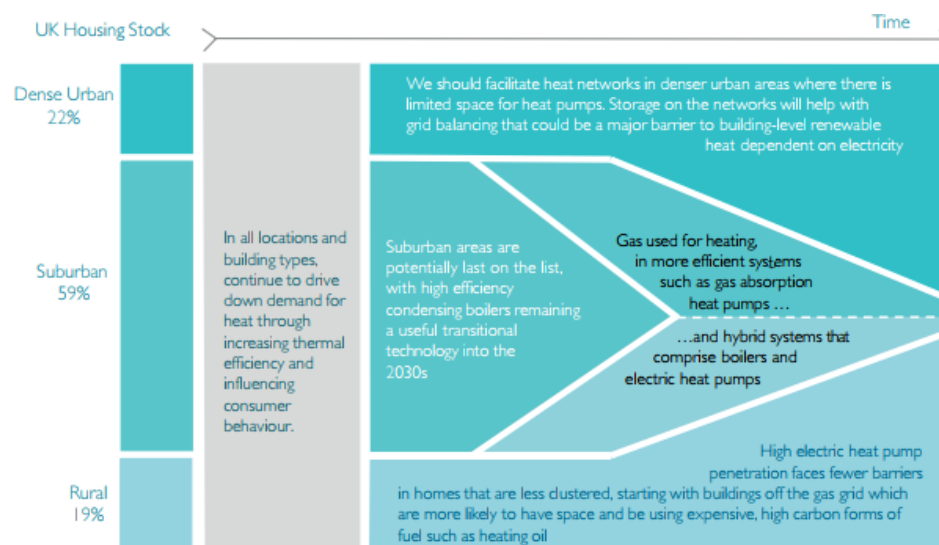 UK Housing Stock
Time
Dense Urban
22%
We should facilitate heat networks in denser urban areas where there is
limited space for heat pumps. Storage on the networks will help with
grid balancing that could be a major barrier to building-level renewable
heat dependent on electricity
Suburban
59%
In all locations and
building types,
continue to drive
down demand for
heat through
increasing thermal
efficiency and
influencing
consumer
behaviour.
Suburban areas are
potentially last on the list,
with high efficiency
condensing boilers remaining
a useful transitional
technology into the
2030s
Gas used for heating,
in more efficient systems
such as gas absorption
heat pumps ...
...and hybrid systems that
comprise boilers and
electric heat pumps
Rural
19%
High electric heat pump
penetration faces fewer barriers
in homes that are less clustered, starting with buildings off the gas grid which
are more likely to have space and be using expensive, high carbon forms of
fuel such as heating oil